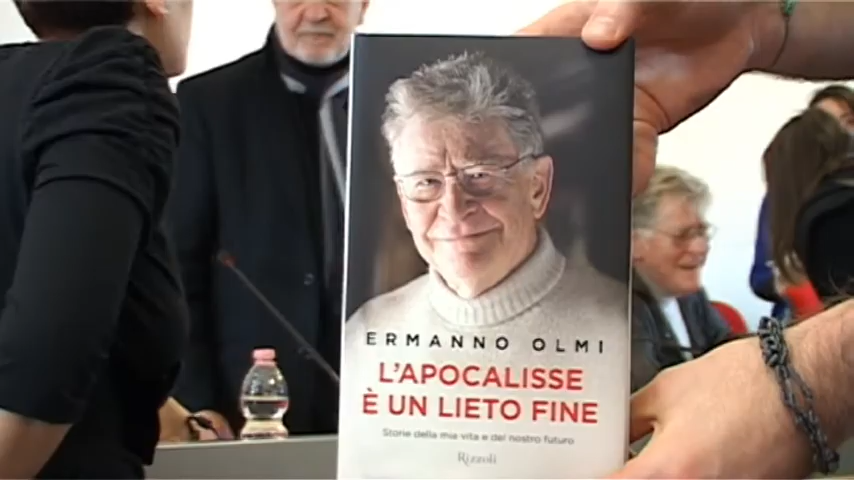 ERMANNO OLMI
L'APOCALISSE
È UN LIETO FINE
Storie della mia vita e del nostro futuro
Rizzoli